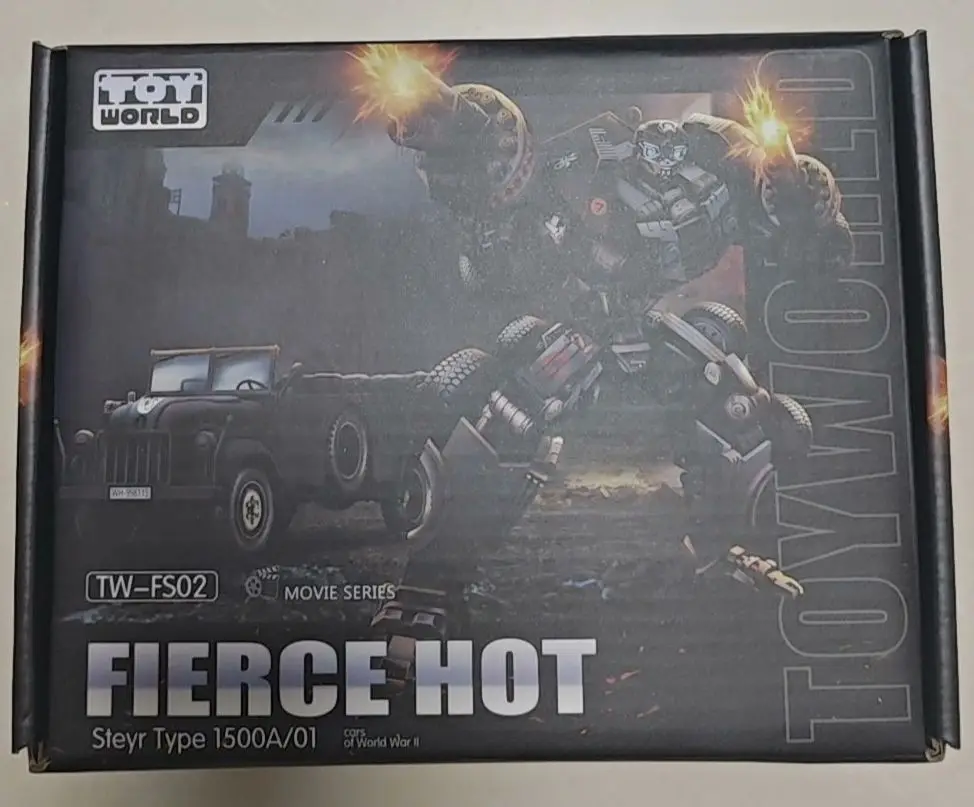 TOY
WORLD
TOYWORLD
TW-FS02
MOVIE SERIES
FIERCE HOT
Steyr Type 1500A/01
cars
of World War II